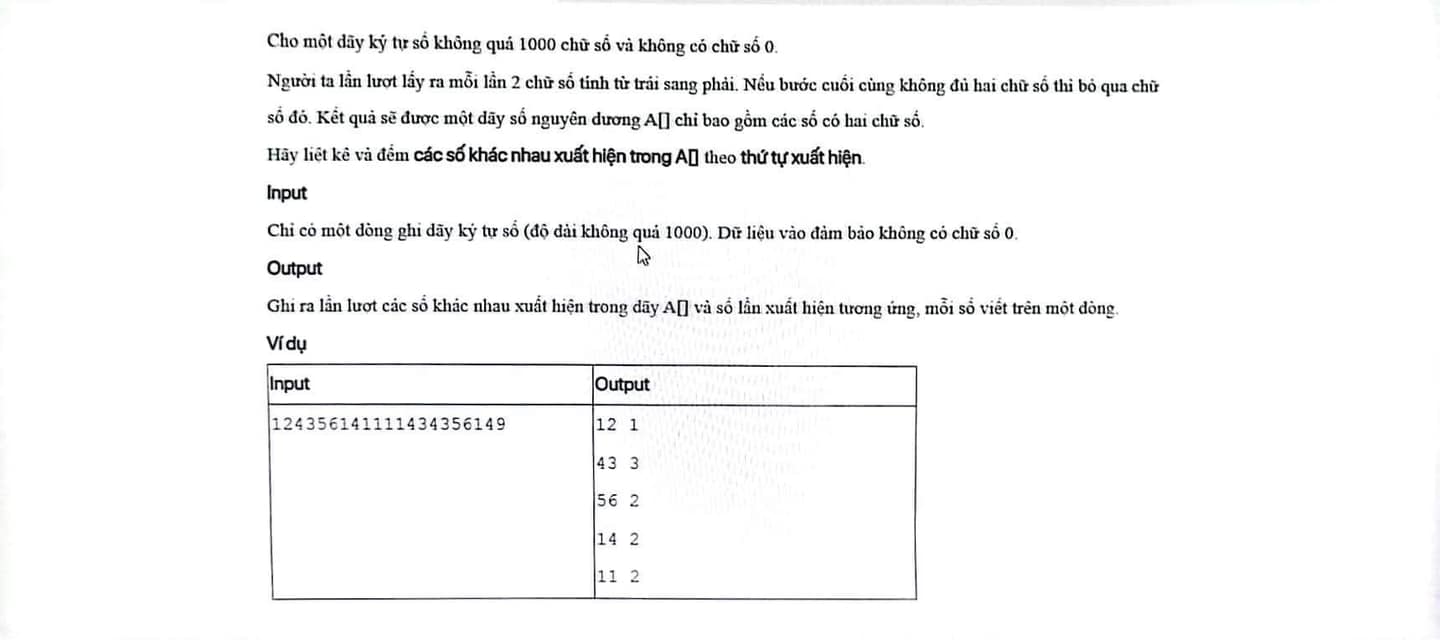 Cho một dãy ký tự số không quá 1000 chữ số và không có chữ số 0.
Người ta lần lượt lấy ra mỗi lần 2 chữ số tính từ trái sang phải. Nếu bước cuối cùng không đủ hai chữ số thì bỏ qua chữ
số đó. Kết quả sẽ được một dãy số nguyên dương A[] chỉ bao gồm các số có hai chữ số.
Hãy liệt kê và đếm các số khác nhau xuất hiện trong A[] theo thứ tự xuất hiện.
Input
Chỉ có một dòng ghi dãy ký tự số (độ dài không quá 1000). Dữ liệu vào đảm bảo không có chữ số 0.
Output
Ghi ra lần lượt các số khác nhau xuất hiện trong dãy A[] và số lần xuất hiện tương ứng, mỗi số viết trên một dòng.
Ví dụ
Input Output
124356141111434356149 12 1
43 3
56 2
14 2
11 2